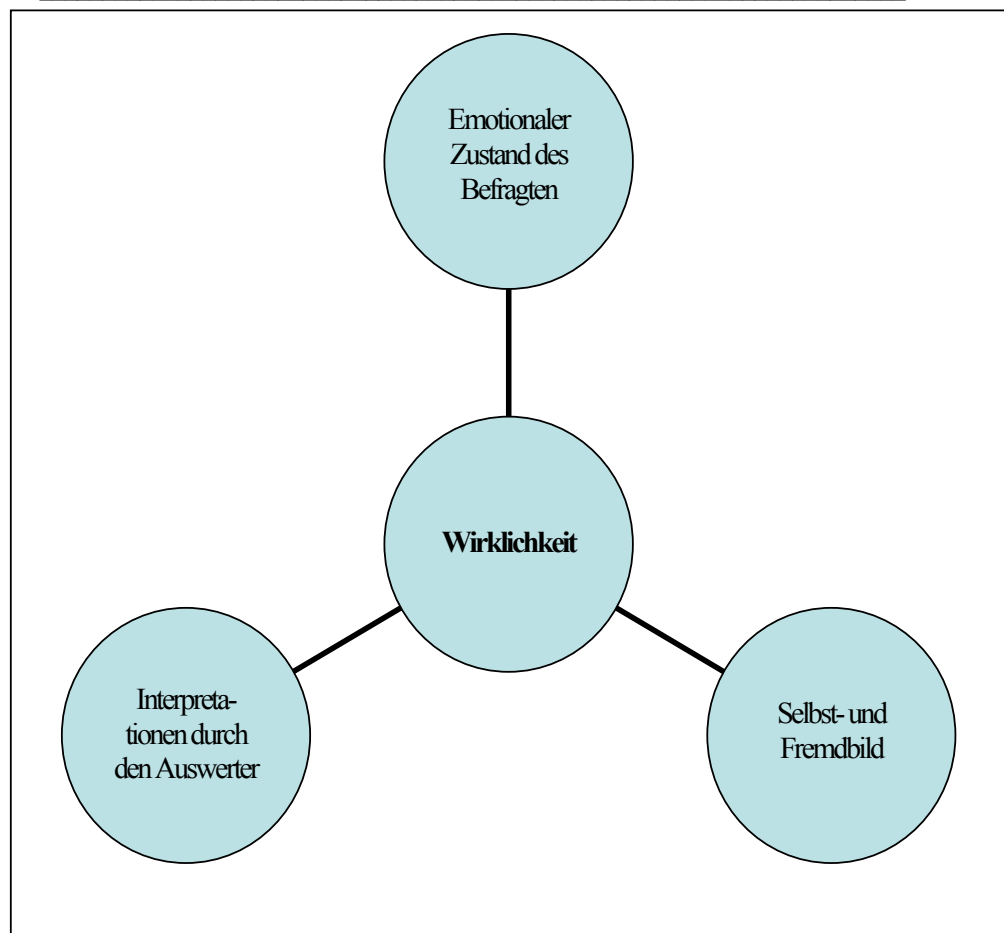 Emotionaler
Zustand des
Befragten
Wirklichkeit
Interpreta-
tionen durch
den Auswerter
Selbst- und
Fremdbild